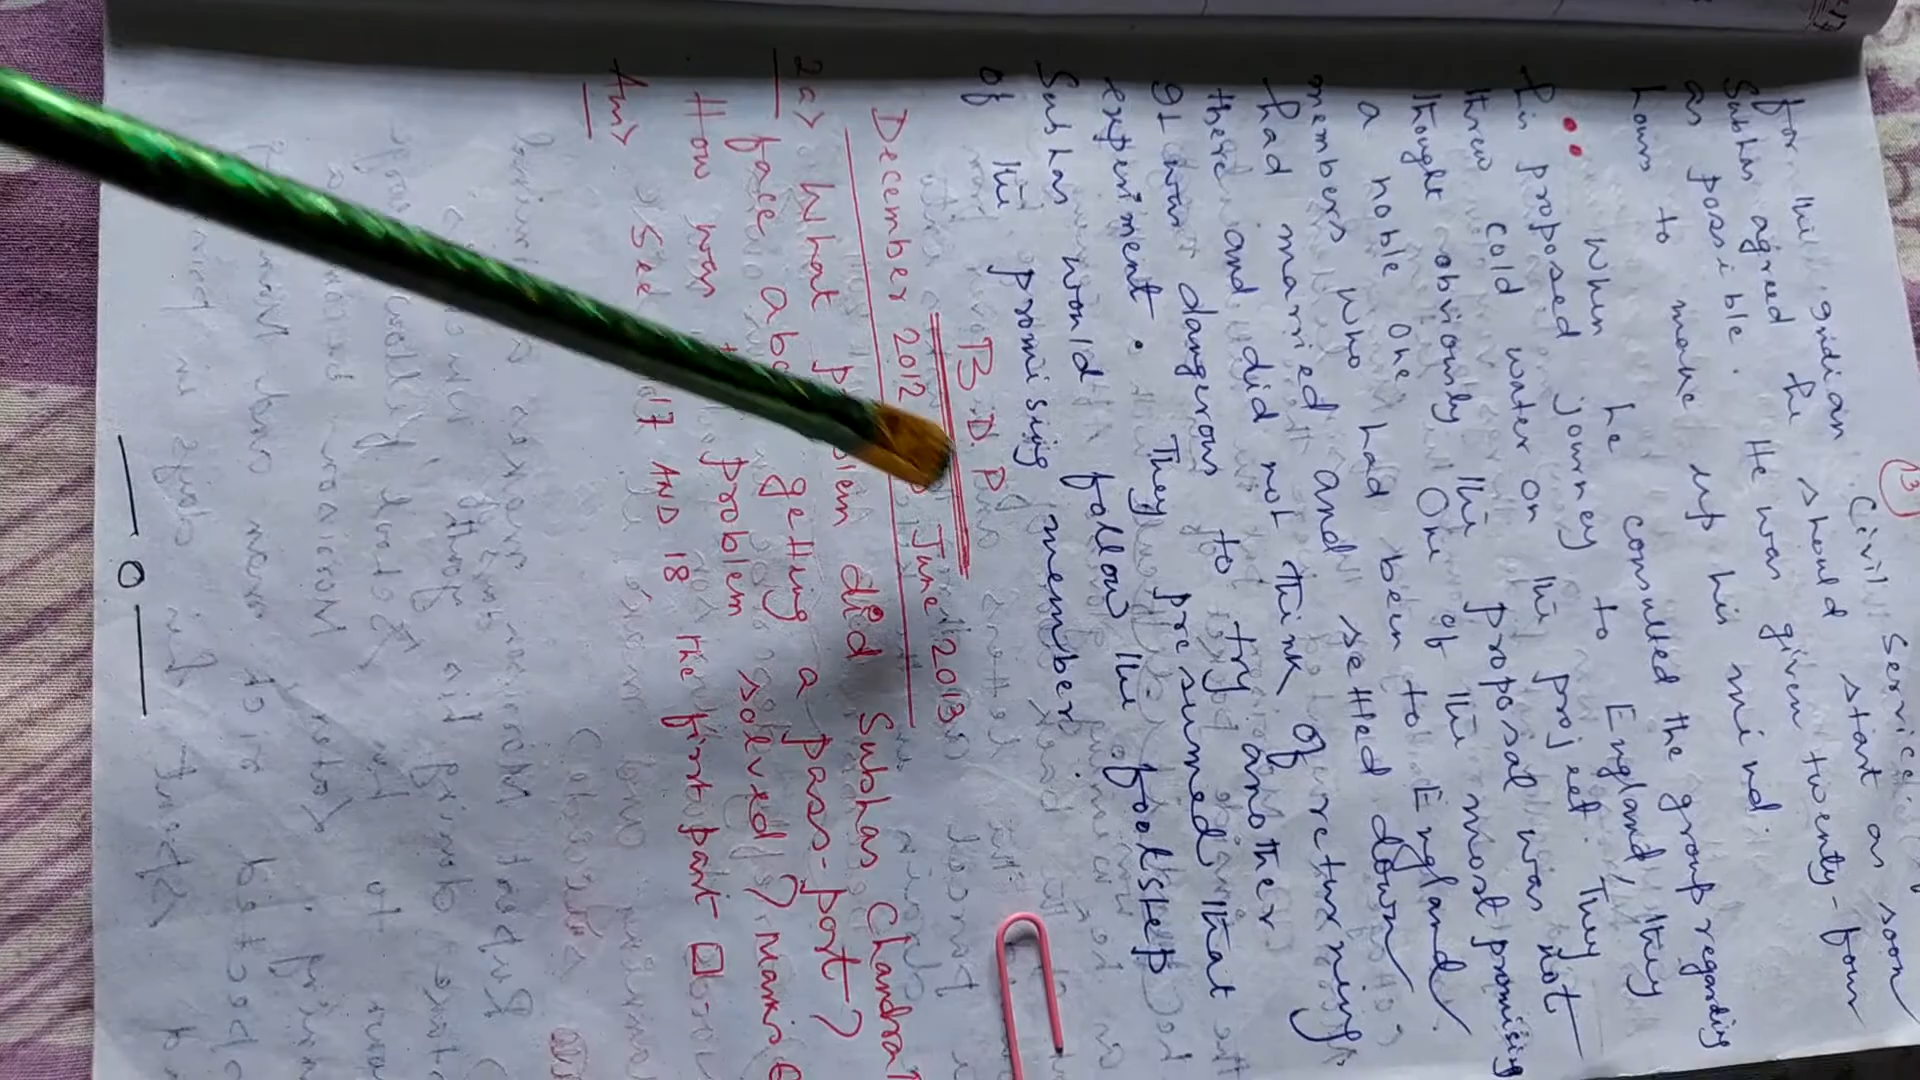 (3)
Civil Service.
for the Indian should start as soon
Subhas agreed he
as possible. He was given twenty-four
hours to make up his mind.
When he consulted the group regarding
his proposed journey to England, they
threw cold water on the project. They
thought obviously the proposal was not
a noble one. One of the most promising
members who had been to England
had married and settled down
there and did not think of returning.
It was dangerous to try another
experiment. They presumed that
Subhas would follow the footstep
of the promising member
B.D.P
December 2012 June 2013
2a> What problem did Subhas Chandra
face about getting a pass-port?
How was the problem solved? Marks
Ans> See 17 AND 18 the first part
— 0 —